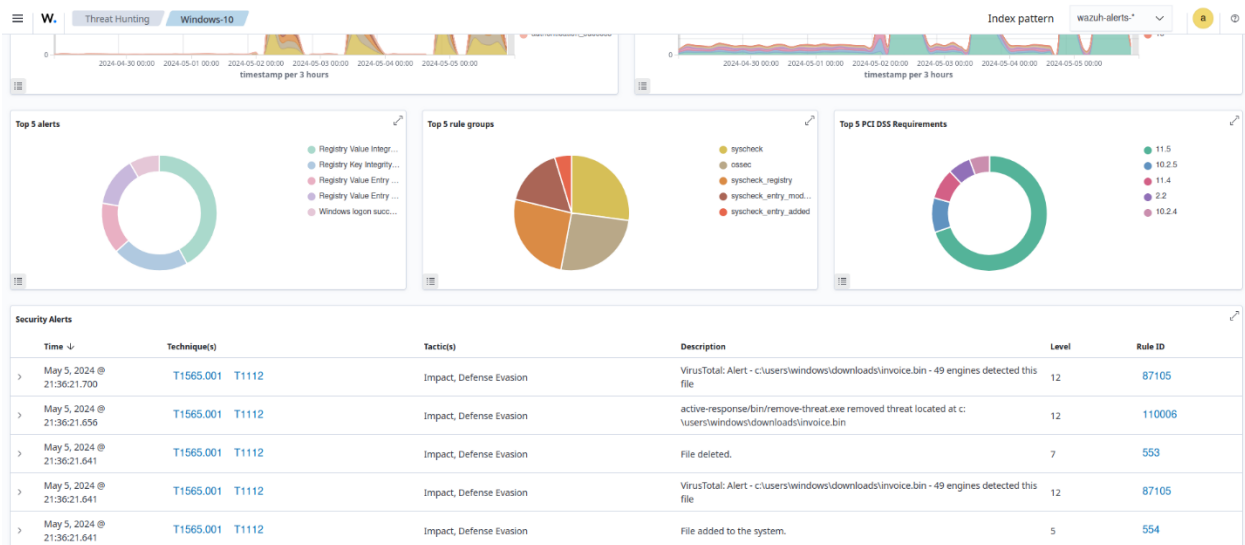 W. Threat Hunting Windows-10 Index pattern wazuh-alerts-* a
0 0
2024-04-30 00:00 2024-05-01 00:00 2024-05-02 00:00 2024-05-03 00:00 2024-05-04 00:00 2024-05-05 00:00
timestamp per 3 hours
2024-04-30 00:00 2024-05-01 00:00 2024-05-02 00:00 2024-05-03 00:00 2024-05-04 00:00 2024-05-05 00:00
timestamp per 3 hours
Top 5 alerts
Registry Value Integr...
Registry Key Integrity...
Registry Value Entry ...
Registry Value Entry ...
Windows logon succ...
Top 5 rule groups
syscheck
ossec
syscheck_registry
syscheck_entry_mod...
syscheck_entry_added
Top 5 PCI DSS Requirements
11.5
10.2.5
11.4
2.2
10.2.4
Security Alerts
Time Technique(s) Tactic(s) Description Level Rule ID
May 5, 2024 @
21:36:21.700
T1565.001 T1112 Impact, Defense Evasion
VirusTotal: Alert - c:\users\windows\downloads\invoice.bin - 49 engines detected this
file
12 87105
May 5, 2024 @
21:36:21.656
T1565.001 T1112 Impact, Defense Evasion
active-response/bin/remove-threat.exe removed threat located at c:
\users\windows\downloads\invoice.bin
12 110006
May 5, 2024 @
21:36:21.641
T1565.001 T1112 Impact, Defense Evasion File deleted. 7 553
May 5, 2024 @
21:36:21.641
T1565.001 T1112 Impact, Defense Evasion
VirusTotal: Alert - c:\users\windows\downloads\invoice.bin - 49 engines detected this
file
12 87105
May 5, 2024 @
21:36:21.641
T1565.001 T1112 Impact, Defense Evasion File added to the system. 5 554